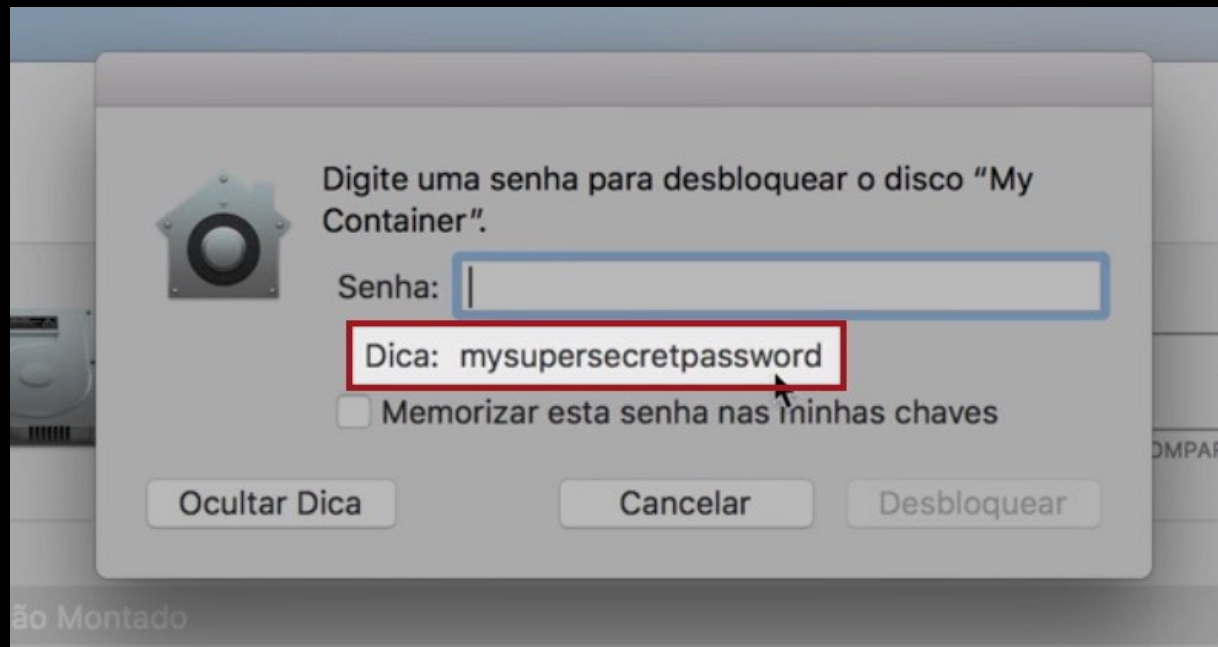 Digite uma senha para desbloquear o disco “My
Container”.
Senha:
Dica: mysupersecretpassword
Memorizar esta senha nas minhas chaves
Ocultar Dica
Cancelar
Desbloquear
OMPAR
ão Montado